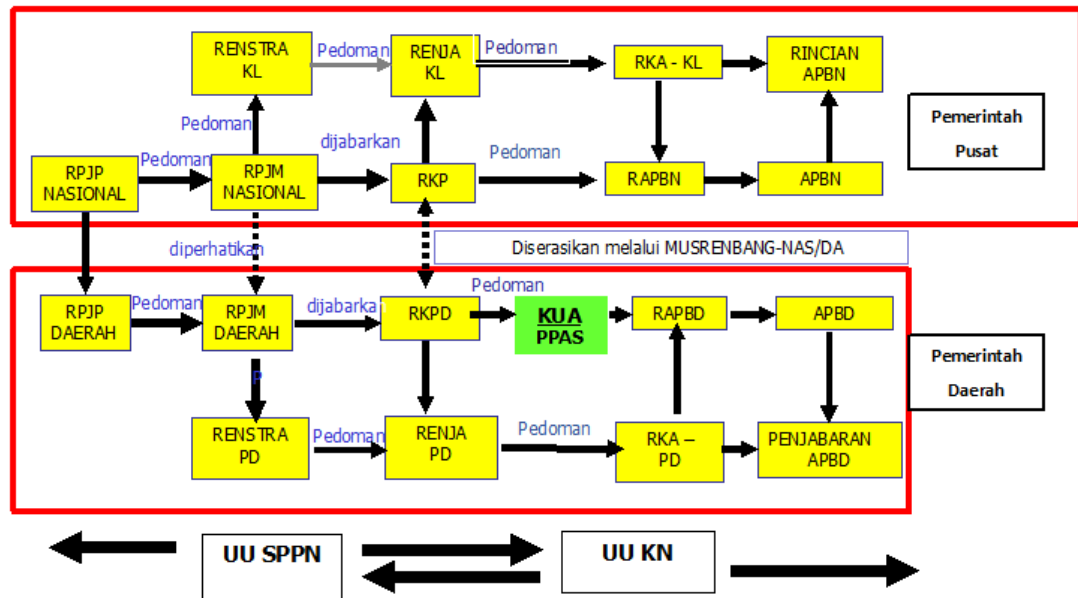 RENSTRA
KL
Pedoman
RENJA
KL
Pedoman
RKA - KL
RINCIAN
APBN
Pedoman
dijabarkan
Pemerintah
Pusat
RPJP
NASIONAL
Pedoman
RPJM
NASIONAL
RKP
Pedoman
RAPBN
APBN
diperhatikan
Diserasikan melalui MUSRENBANG-NAS/DA
RPJP
DAERAH
Pedoman
RPJM
DAERAH
dijabarkan
RKPD
Pedoman
KUA
PPAS
RAPBD
APBD
Pemerintah
Daerah
P
RENSTRA
PD
Pedoman
RENJA
PD
Pedoman
RKA –
PD
PENJABARAN
APBD
UU SPPN
UU KN